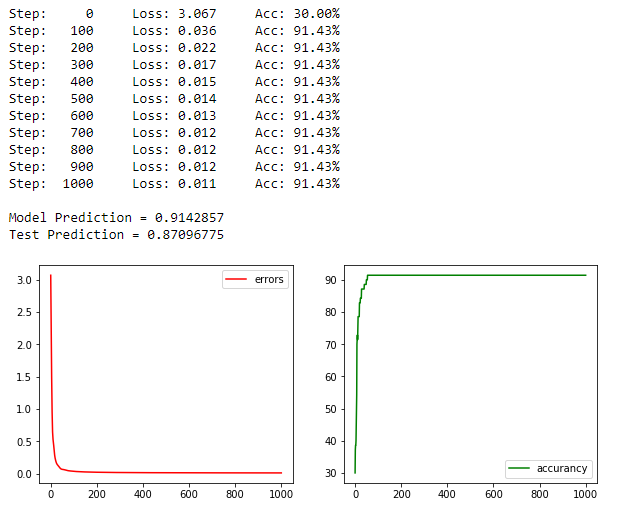 Step:     0     Loss: 3.067     Acc: 30.00%
Step:   100     Loss: 0.036     Acc: 91.43%
Step:   200     Loss: 0.022     Acc: 91.43%
Step:   300     Loss: 0.017     Acc: 91.43%
Step:   400     Loss: 0.015     Acc: 91.43%
Step:   500     Loss: 0.014     Acc: 91.43%
Step:   600     Loss: 0.013     Acc: 91.43%
Step:   700     Loss: 0.012     Acc: 91.43%
Step:   800     Loss: 0.012     Acc: 91.43%
Step:   900     Loss: 0.012     Acc: 91.43%
Step:  1000     Loss: 0.011     Acc: 91.43%
Model Prediction = 0.9142857
Test Prediction = 0.87096775
errors
3.0
2.5
2.0
1.5
1.0
0.5
0.0
0 200 400 600 800 1000
90
80
70
60
50
40
30
accurancy
0 200 400 600 800 1000